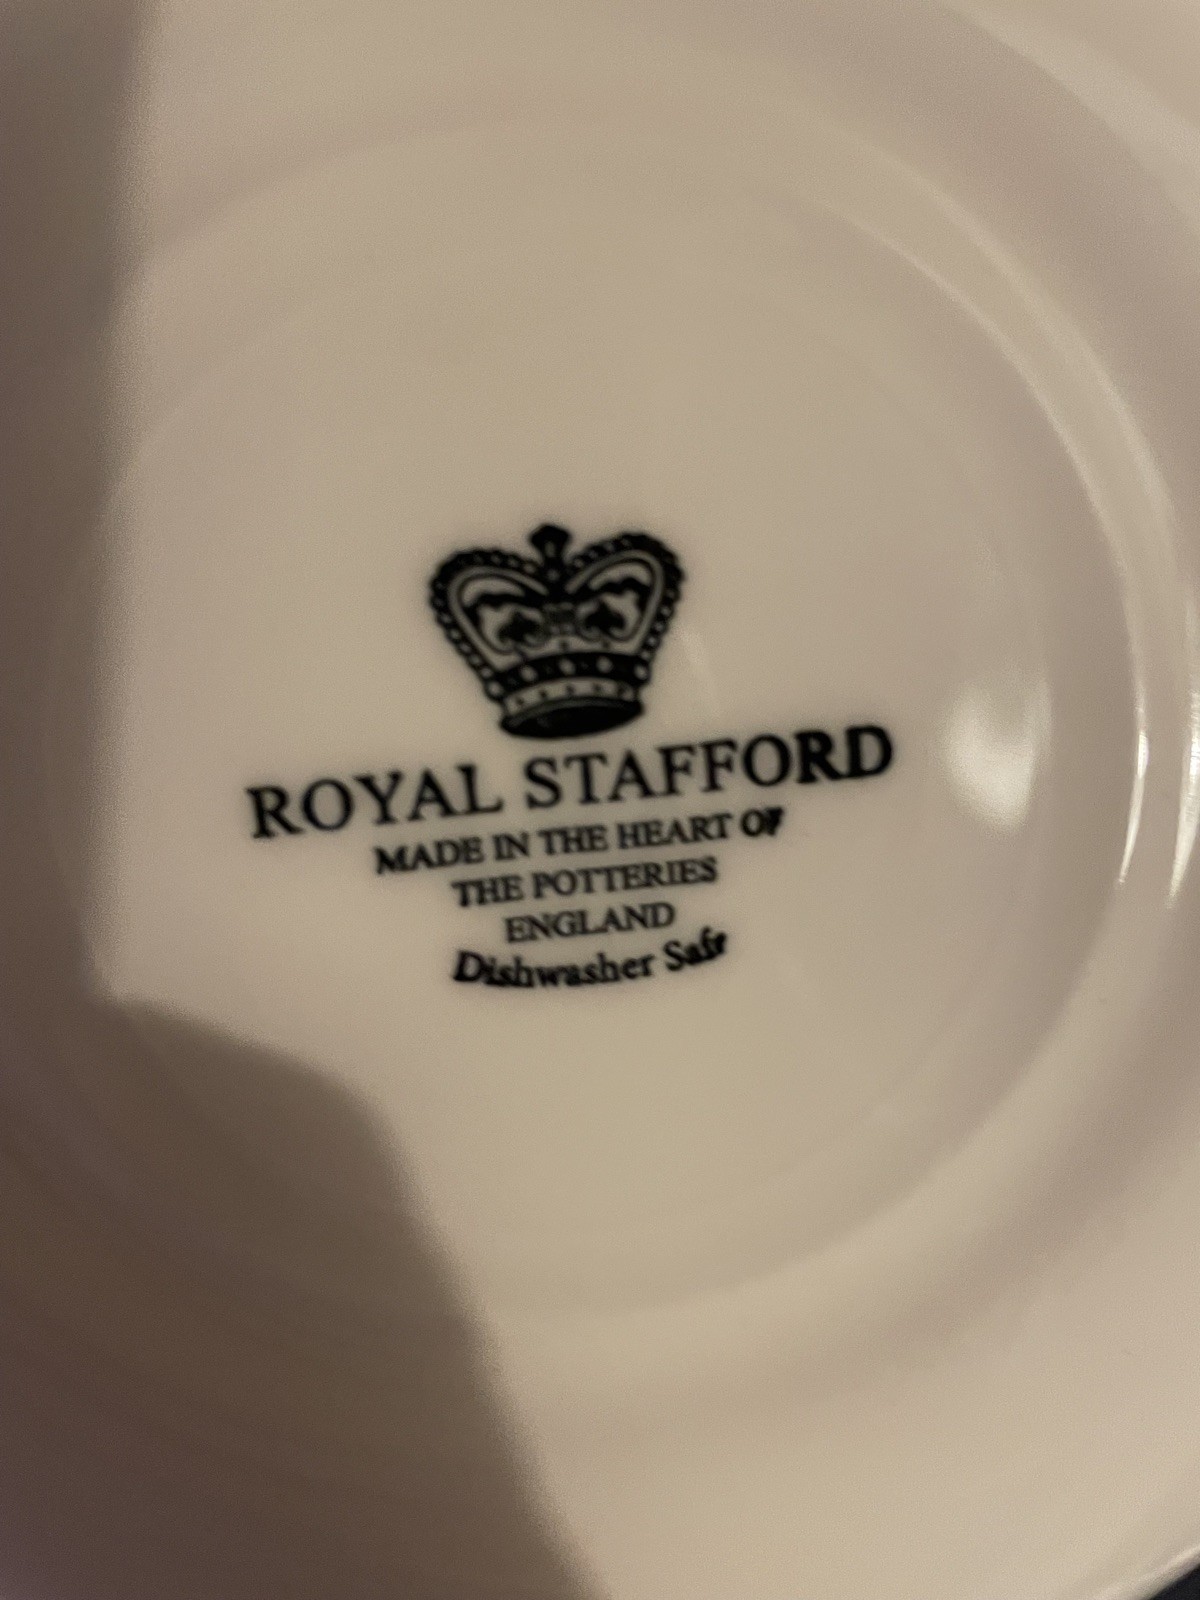 ROYAL STAFFORD
MADE IN THE HEART OF
THE POTTERIES
ENGLAND
Dishwasher Safe